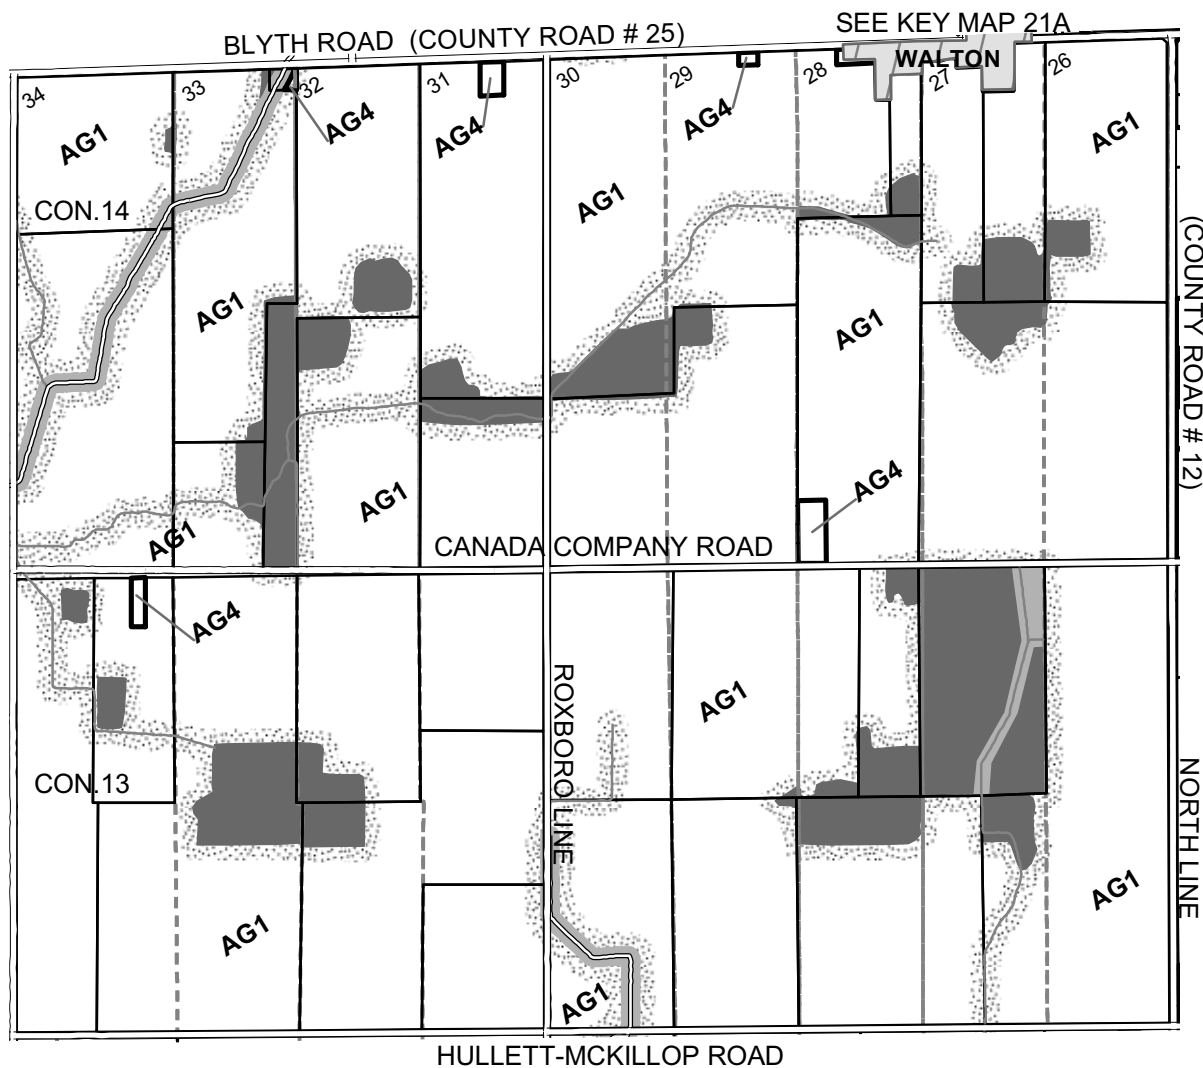 SEE KEY MAP 21A
BLYTH ROAD (COUNTY ROAD # 25)
WALTON
34
33
32
31
30
29
28
27
26
AG1
AG4
AG4
AG4
AG1
CON.14
AG1
AG1
AG1
(COUNTY ROAD # 12)
AG1
AG4
AG1
CANADA COMPANY ROAD
AG4
AG1
ROXBORO LINE
CON.13
NORTH LINE
AG1
AG1
AG1
HULLETT-MCKILLOP ROAD